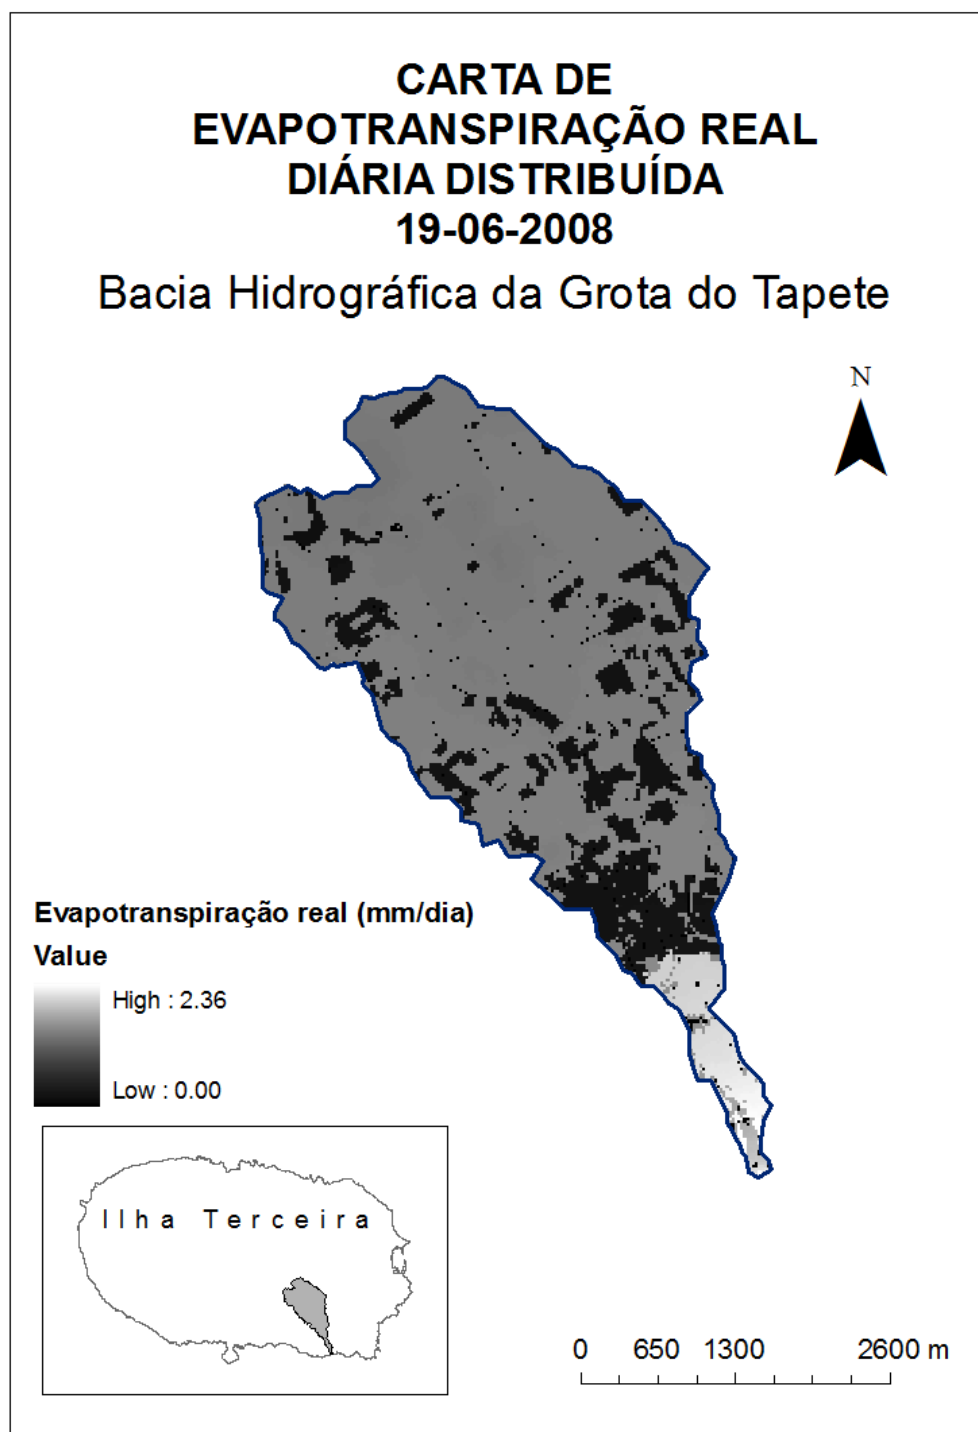 CARTA DE
EVAPOTRANSPIRAÇÃO REAL
DIÁRIA DISTRIBUÍDA
19-06-2008
Bacia Hidrográfica da Grota do Tapete
N
Evapotranspiração real (mm/dia)
Value
High : 2.36
Low : 0.00
Ilha Terceira
0 650 1300 2600 m